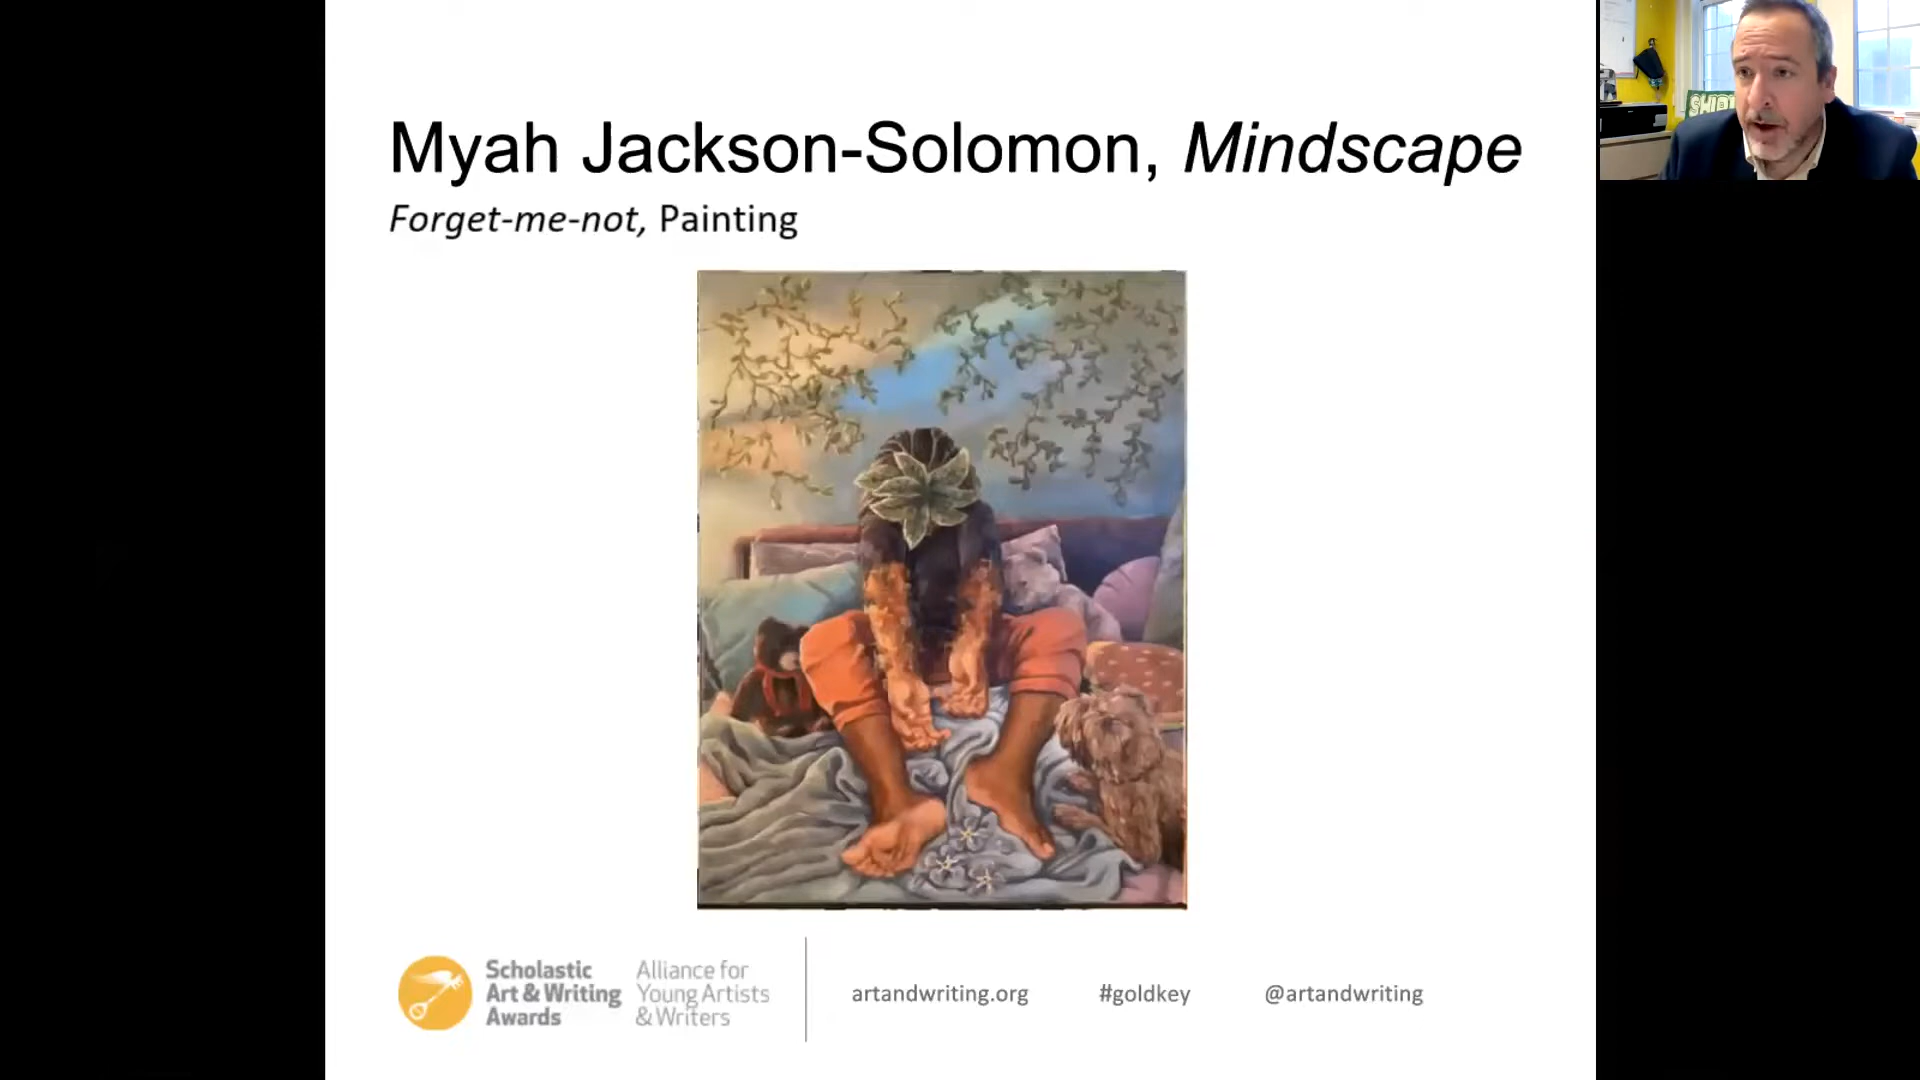 Myah Jackson-Solomon, Mindscape
Forget-me-not, Painting
Scholastic
Art & Writing
Awards
Alliance for
Young Artists
& Writers
artandwriting.org
#goldkey
@artandwriting